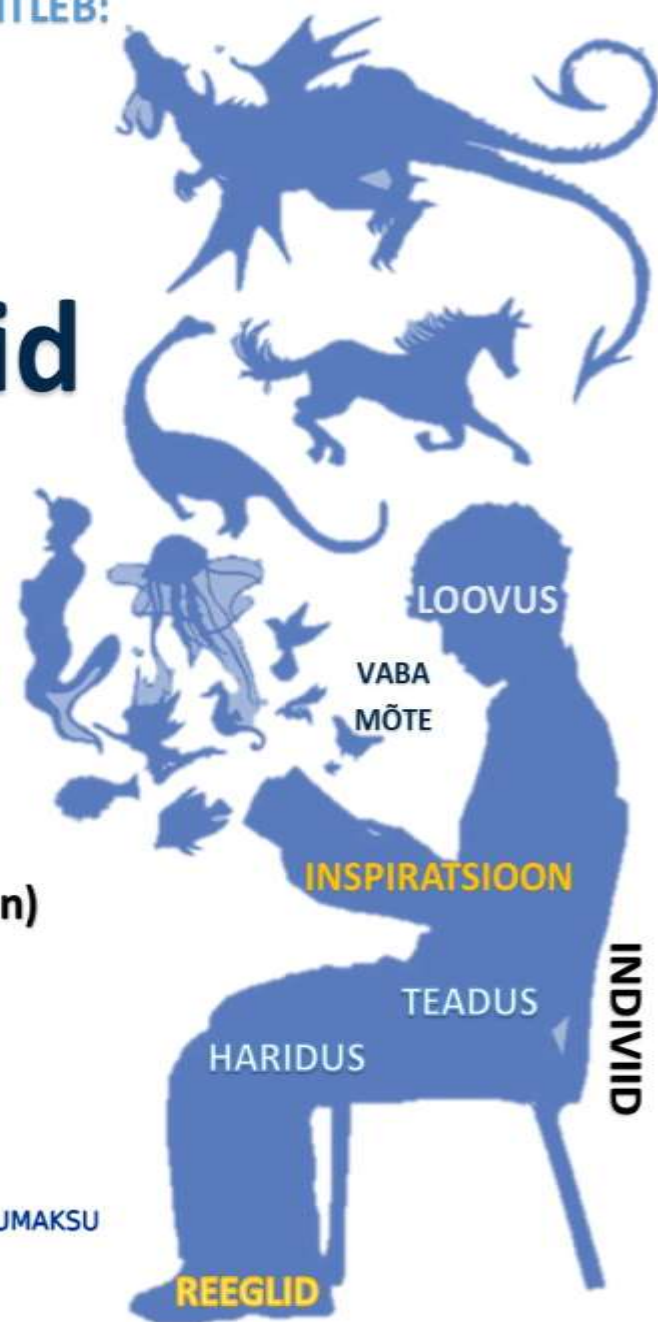 ITLEB:
id
LOOVUS
VABA
MÕTE
INSPIRATSIOON
n)
TEADUS
INDIVIID
HARIDUS
UMAKSU
REEGLID